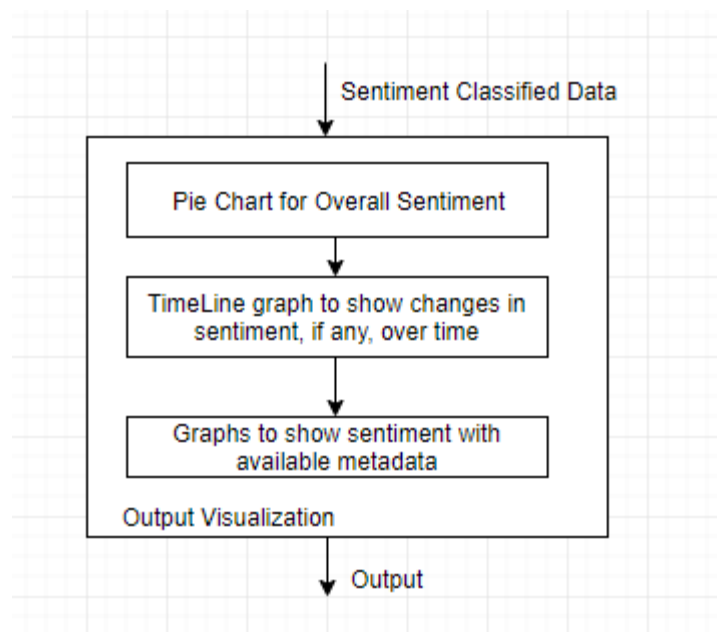 Sentiment Classified Data
Pie Chart for Overall Sentiment
TimeLine graph to show changes in
sentiment, if any, over time
Graphs to show sentiment with
available metadata
Output Visualization
Output